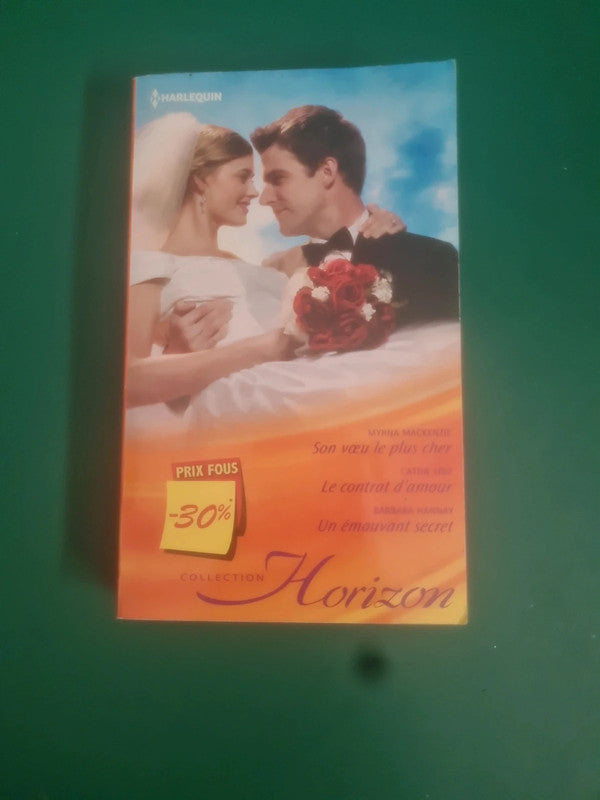 HARLEQUIN
MYRNA MACKENZIE
Son vœu le plus cher
Le contrat d'amour
BARBARA HANNAY
Un émouvant secret
PRIX FOUS
-30%*
COLLECTION
Horizon